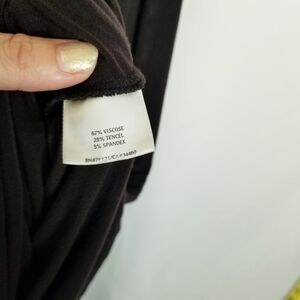 67% VISCOSE
28% TENCEL
5% SPANDEX